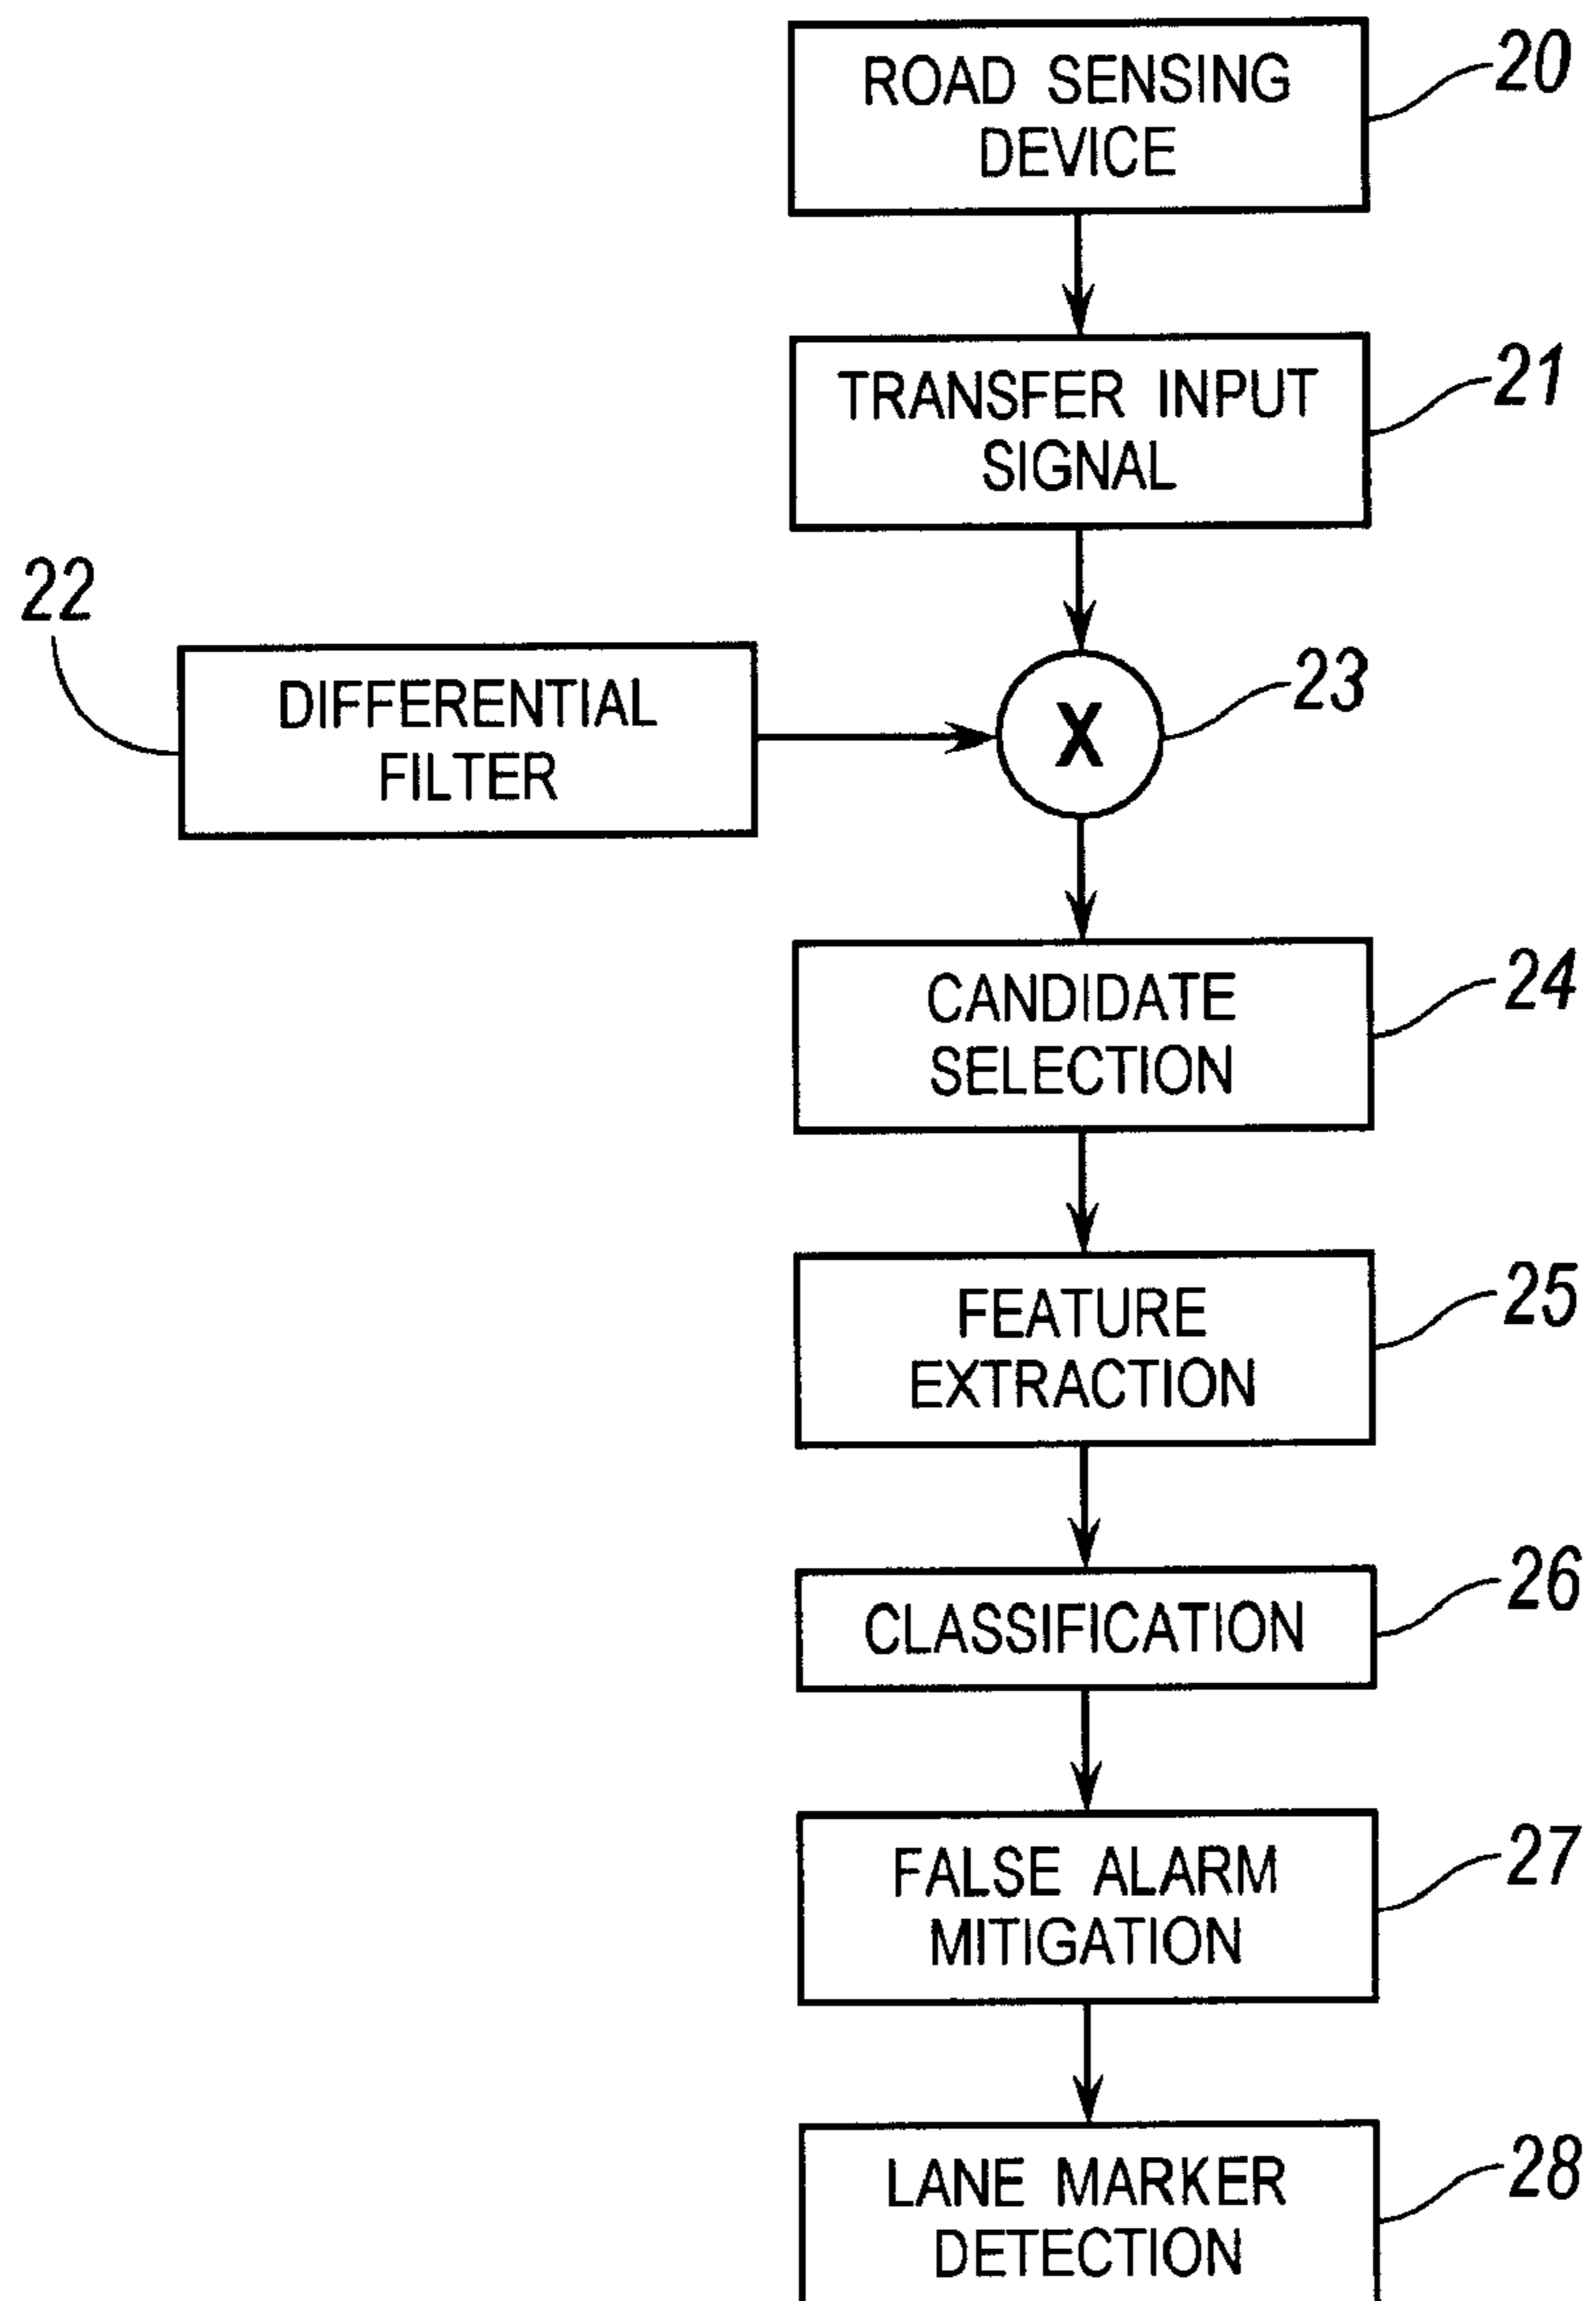 ROAD SENSING
DEVICE
20
TRANSFER INPUT
SIGNAL
21
22
DIFFERENTIAL
FILTER
X
23
CANDIDATE
SELECTION
24
FEATURE
EXTRACTION
25
CLASSIFICATION
26
FALSE ALARM
MITIGATION
27
LANE MARKER
DETECTION
28